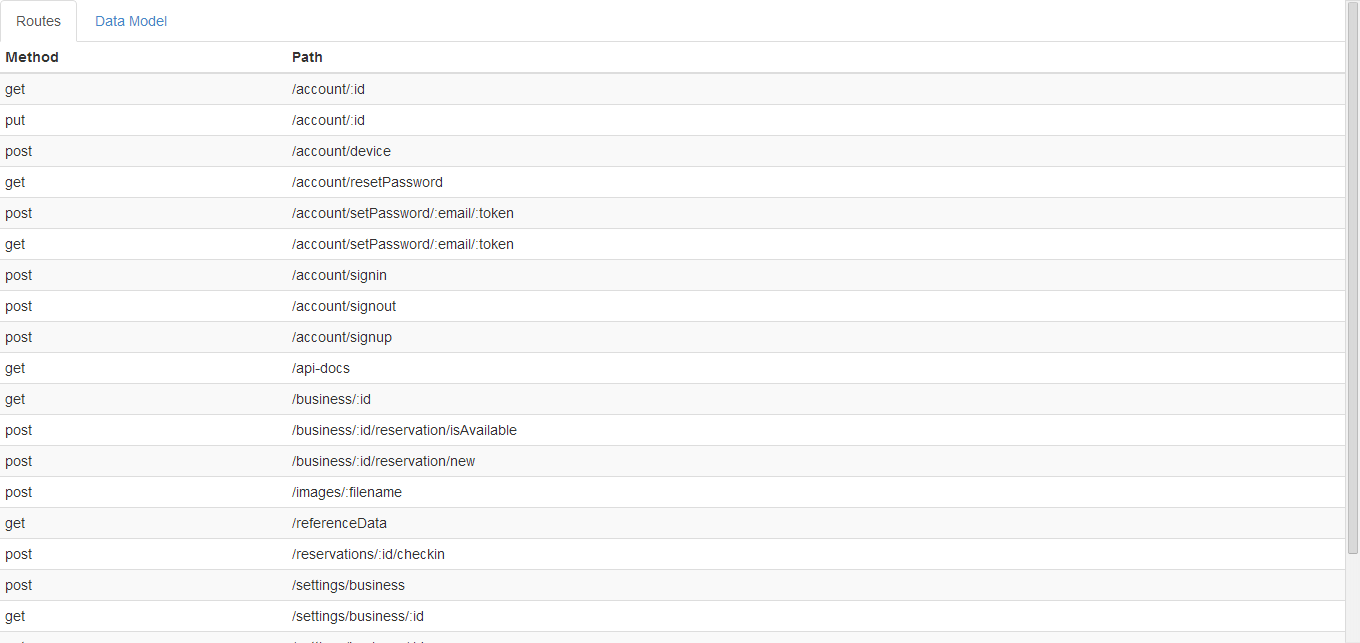 Routes Data Model
Method Path
get /account/:id
put /account/:id
post /account/device
get /account/resetPassword
post /account/setPassword/:email/:token
get /account/setPassword/:email/:token
post /account/signin
post /account/signout
post /account/signup
get /api-docs
get /business/:id
post /business/:id/reservation/isAvailable
post /business/:id/reservation/new
post /images/:filename
get /referenceData
post /reservations/:id/checkin
post /settings/business
get /settings/business/:id